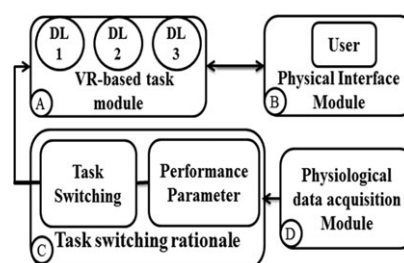 DL
1
DL
2
DL
3
VR-based task
module
A
User
Physical Interface
Module
B
Task
Switching
Performance
Parameter
C
Task switching rationale
Physiological
data acquisition
Module
D